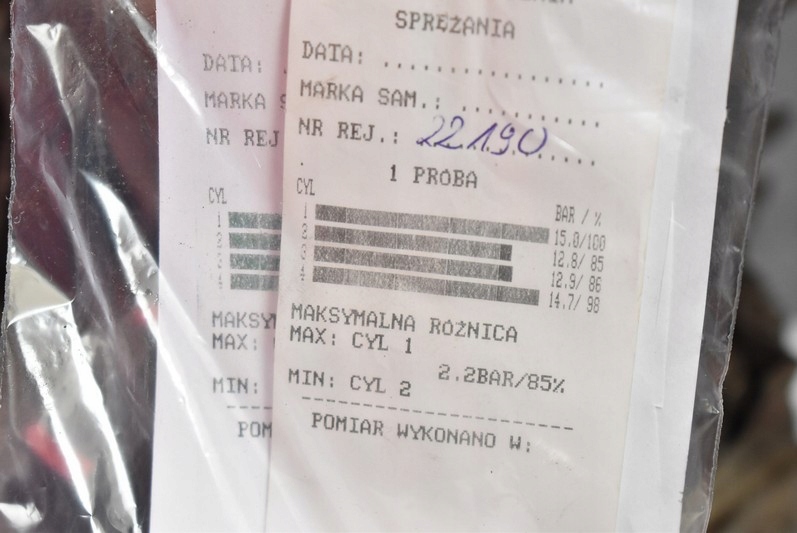 SPRĘŻANIA
DATA: ..................
MARKA SAM.: ............
NR REJ.: 22190
1 PROBA
CYL BAR / %
1 15.0/100
2 12.8/ 85
3 12.9/ 86
4 14.7/ 98
MAKSYMALNA ROŻNICA
MAX: CYL 1
2.2BAR/85%
MIN: CYL 2
POMIAR WYKONANO W:
DATA:
MARKA S
NR REJ
CYL
MAKSY
MAX:
MIN:
POM